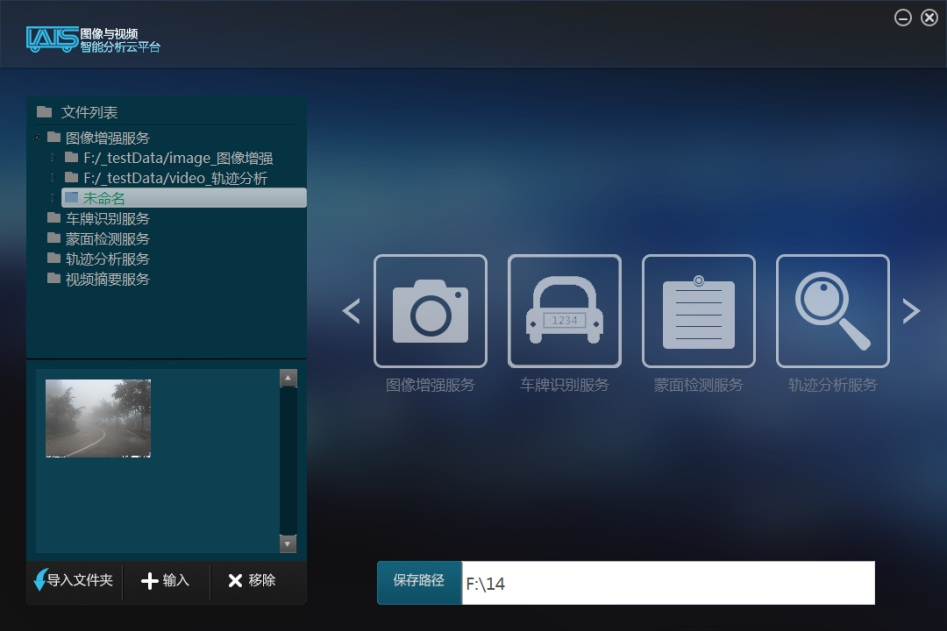 IAIS
图像与视频
智能分析云平台
文件列表
图像增强服务
F:/_testData/image_图像增强
F:/_testData/video_轨迹分析
未命名
车牌识别服务
蒙面检测服务
轨迹分析服务
视频摘要服务
1234
图像增强服务 车牌识别服务 蒙面检测服务 轨迹分析服务
导入文件夹 输入 移除
保存路径 F:\14